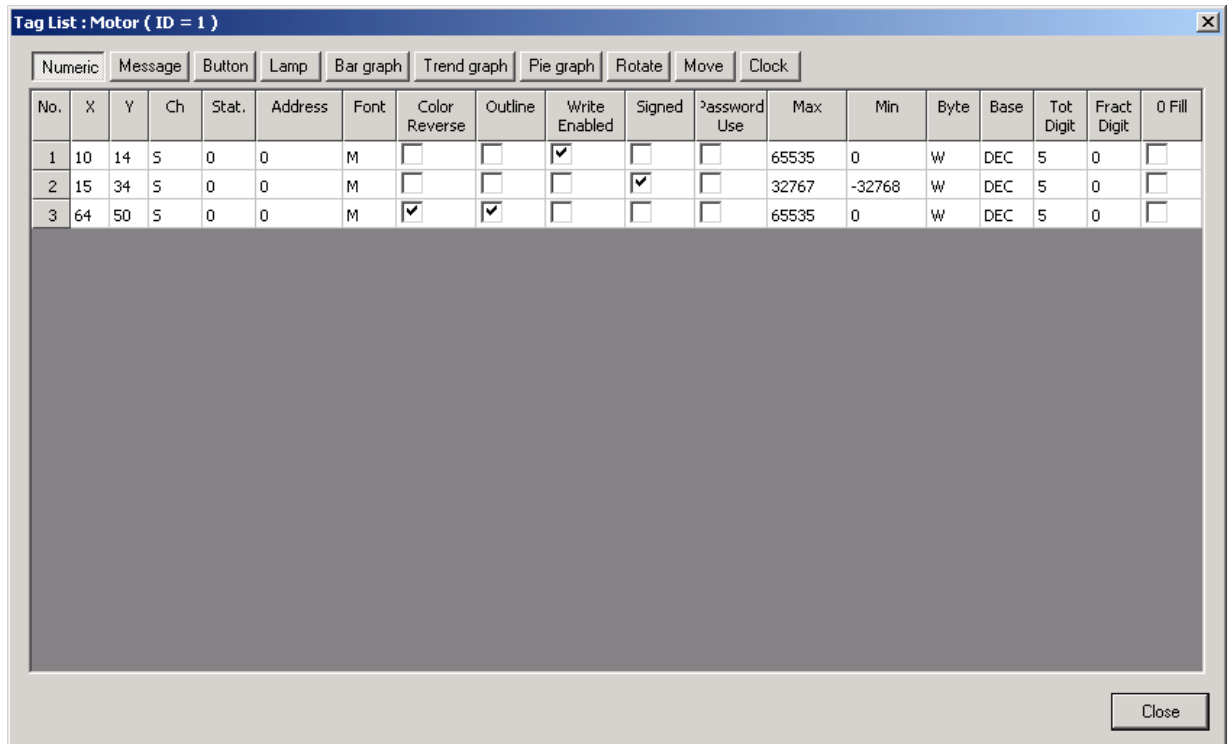 Tag List : Motor ( ID = 1 )
Numeric Message Button Lamp Bar graph Trend graph Pie graph Rotate Move Clock
No. X Y Ch Stat. Address Font Color Reverse Outline Write Enabled Signed Password Use Max Min Byte Base Tot Digit Fract Digit 0 Fill
1 10 14 S 0 0 M 65535 0 W DEC 5 0
2 15 34 S 0 0 M 32767 -32768 W DEC 5 0
3 64 50 S 0 0 M 65535 0 W DEC 5 0
Close